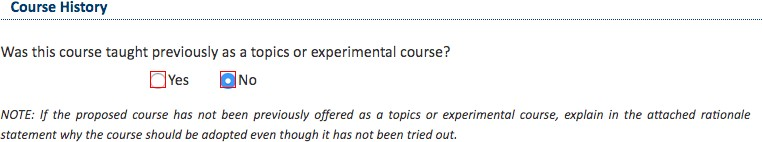 Course History
Was this course taught previously as a topics or experimental course?
Yes No
NOTE: If the proposed course has not been previously offered as a topics or experimental course, explain in the attached rationale
statement why the course should be adopted even though it has not been tried out.